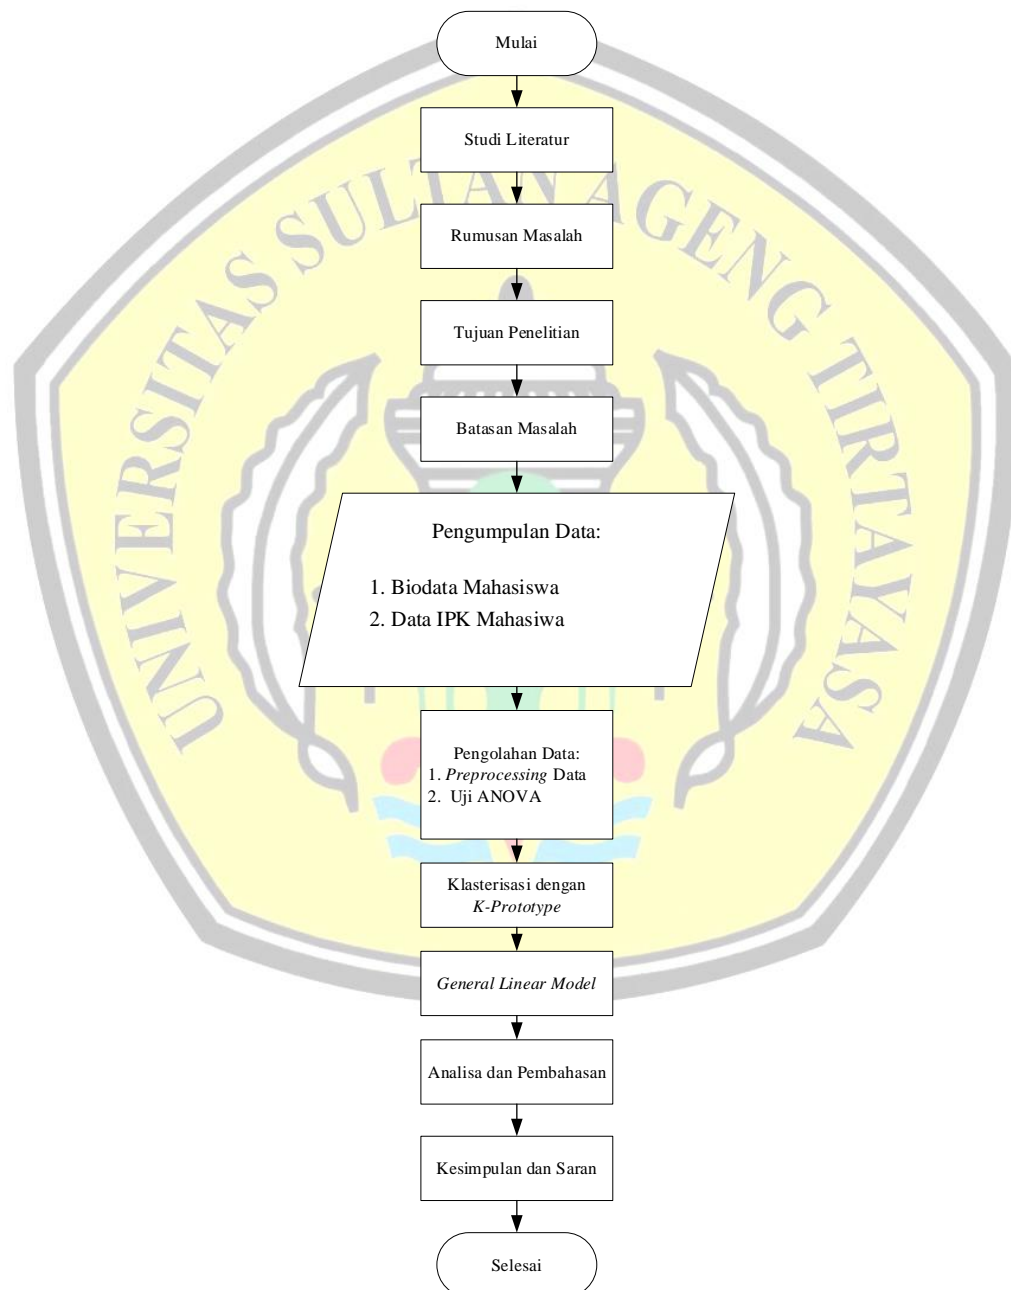 Mulai
Studi Literatur
UNIVERSITAS SULTAN AGENG TIRTAYASA
Rumusan Masalah
Tujuan Penelitian
Batasan Masalah
Pengumpulan Data:
1. Biodata Mahasiswa
2. Data IPK Mahasiwa
Pengolahan Data:
1. Preprocessing Data
2. Uji ANOVA
Klasterisasi dengan
K-Prototype
General Linear Model
Analisa dan Pembahasan
Kesimpulan dan Saran
Selesai